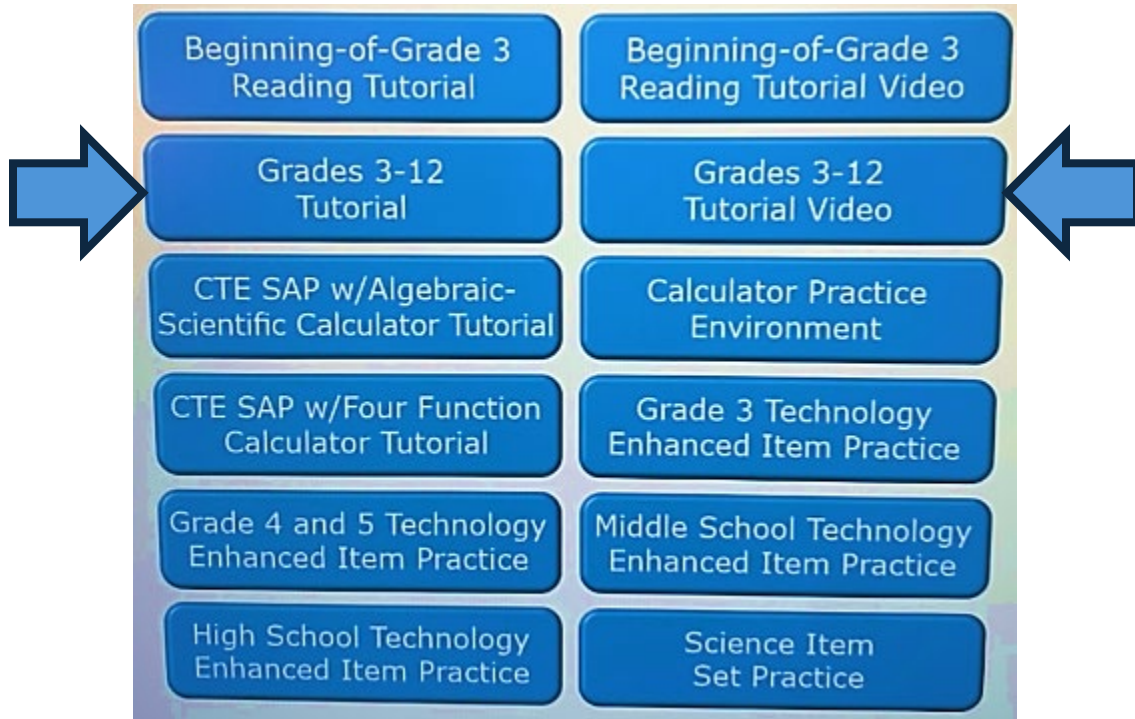 Beginning-of-Grade 3
Reading Tutorial
Beginning-of-Grade 3
Reading Tutorial Video
Grades 3-12
Tutorial
Grades 3-12
Tutorial Video
CTE SAP w/Algebraic-
Scientific Calculator Tutorial
Calculator Practice
Environment
CTE SAP w/Four Function
Calculator Tutorial
Grade 3 Technology
Enhanced Item Practice
Grade 4 and 5 Technology
Enhanced Item Practice
Middle School Technology
Enhanced Item Practice
High School Technology
Enhanced Item Practice
Science Item
Set Practice